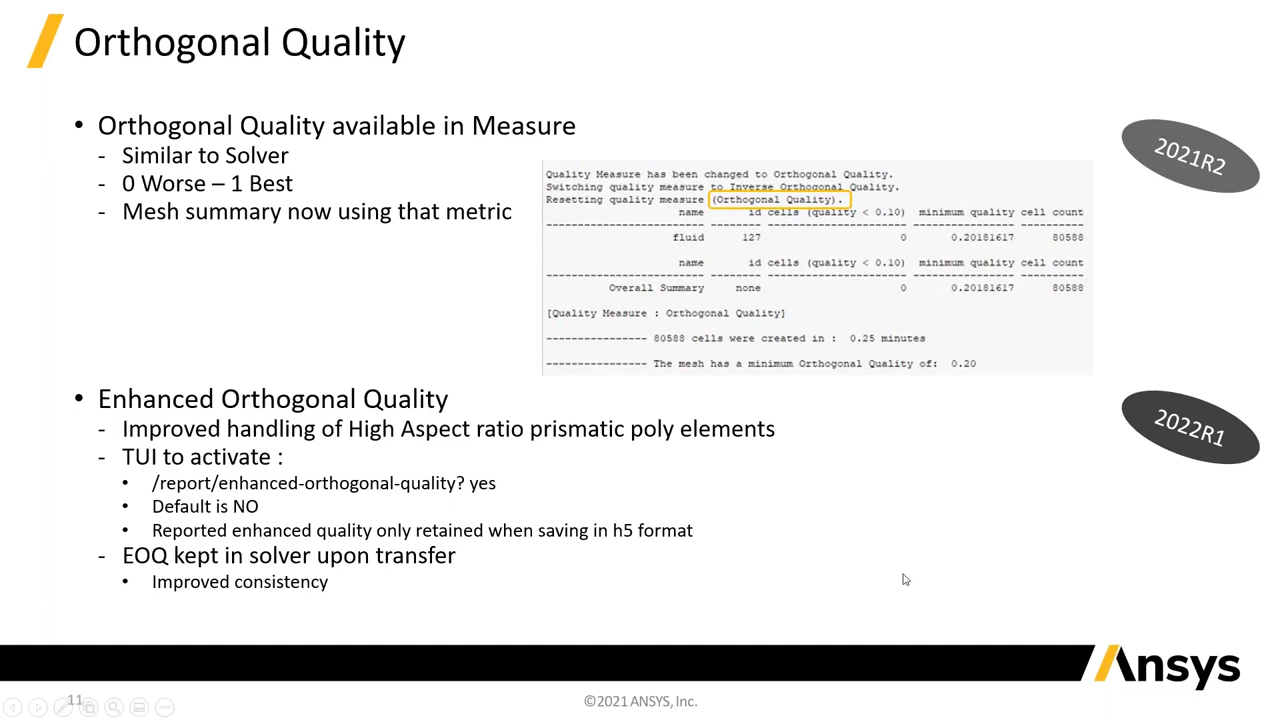 Orthogonal Quality
• Orthogonal Quality available in Measure
- Similar to Solver
- 0 Worse – 1 Best
- Mesh summary now using that metric
2021R2
Quality Measure has been changed to Orthogonal Quality.
Switching quality measure to Inverse Orthogonal Quality.
Resetting quality measure (Orthogonal Quality).
name id cells (quality < 0.10) minimum quality cell count
---------------- -------- ---------------------- --------------- ----------
fluid 127 0 0.20181617 80588
name id cells (quality < 0.10) minimum quality cell count
---------------- -------- ---------------------- --------------- ----------
Overall Summary none 0 0.20181617 80588
[Quality Measure : Orthogonal Quality]
---------------- 80588 cells were created in : 0.25 minutes
---------------- The mesh has a minimum Orthogonal Quality of: 0.20
• Enhanced Orthogonal Quality
- Improved handling of High Aspect ratio prismatic poly elements
- TUI to activate :
• /report/enhanced-orthogonal-quality? yes
• Default is NO
• Reported enhanced quality only retained when saving in h5 format
- EOQ kept in solver upon transfer
• Improved consistency
2022R1
Ansys
11
©2021 ANSYS, Inc.